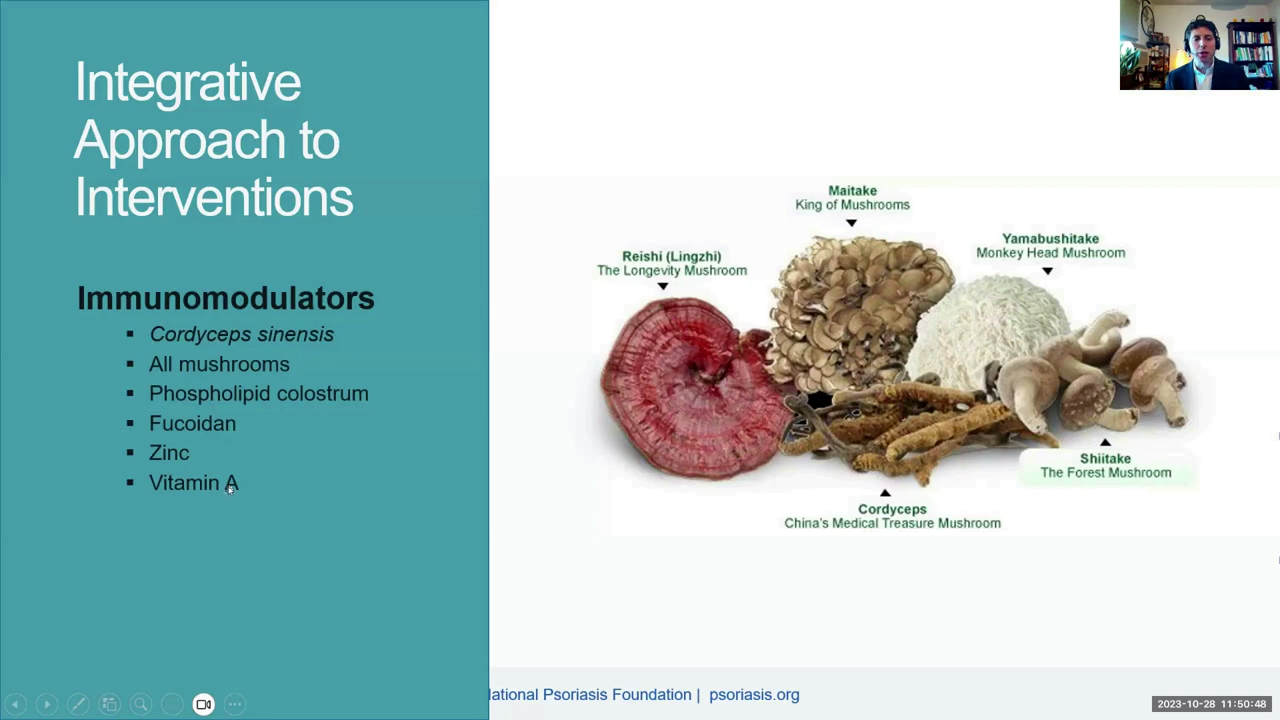 Integrative
Approach to
Interventions
Immunomodulators
Cordyceps sinensis
All mushrooms
Phospholipid colostrum
Fucoidan
Zinc
Vitamin A
Maitake
King of Mushrooms
Yamabushitake
Monkey Head Mushroom
Reishi (Lingzhi)
The Longevity Mushroom
Shiitake
The Forest Mushroom
Cordyceps
China's Medical Treasure Mushroom
Psoriasis Foundation | psoriasis.org
2023-10-28 11:50:48